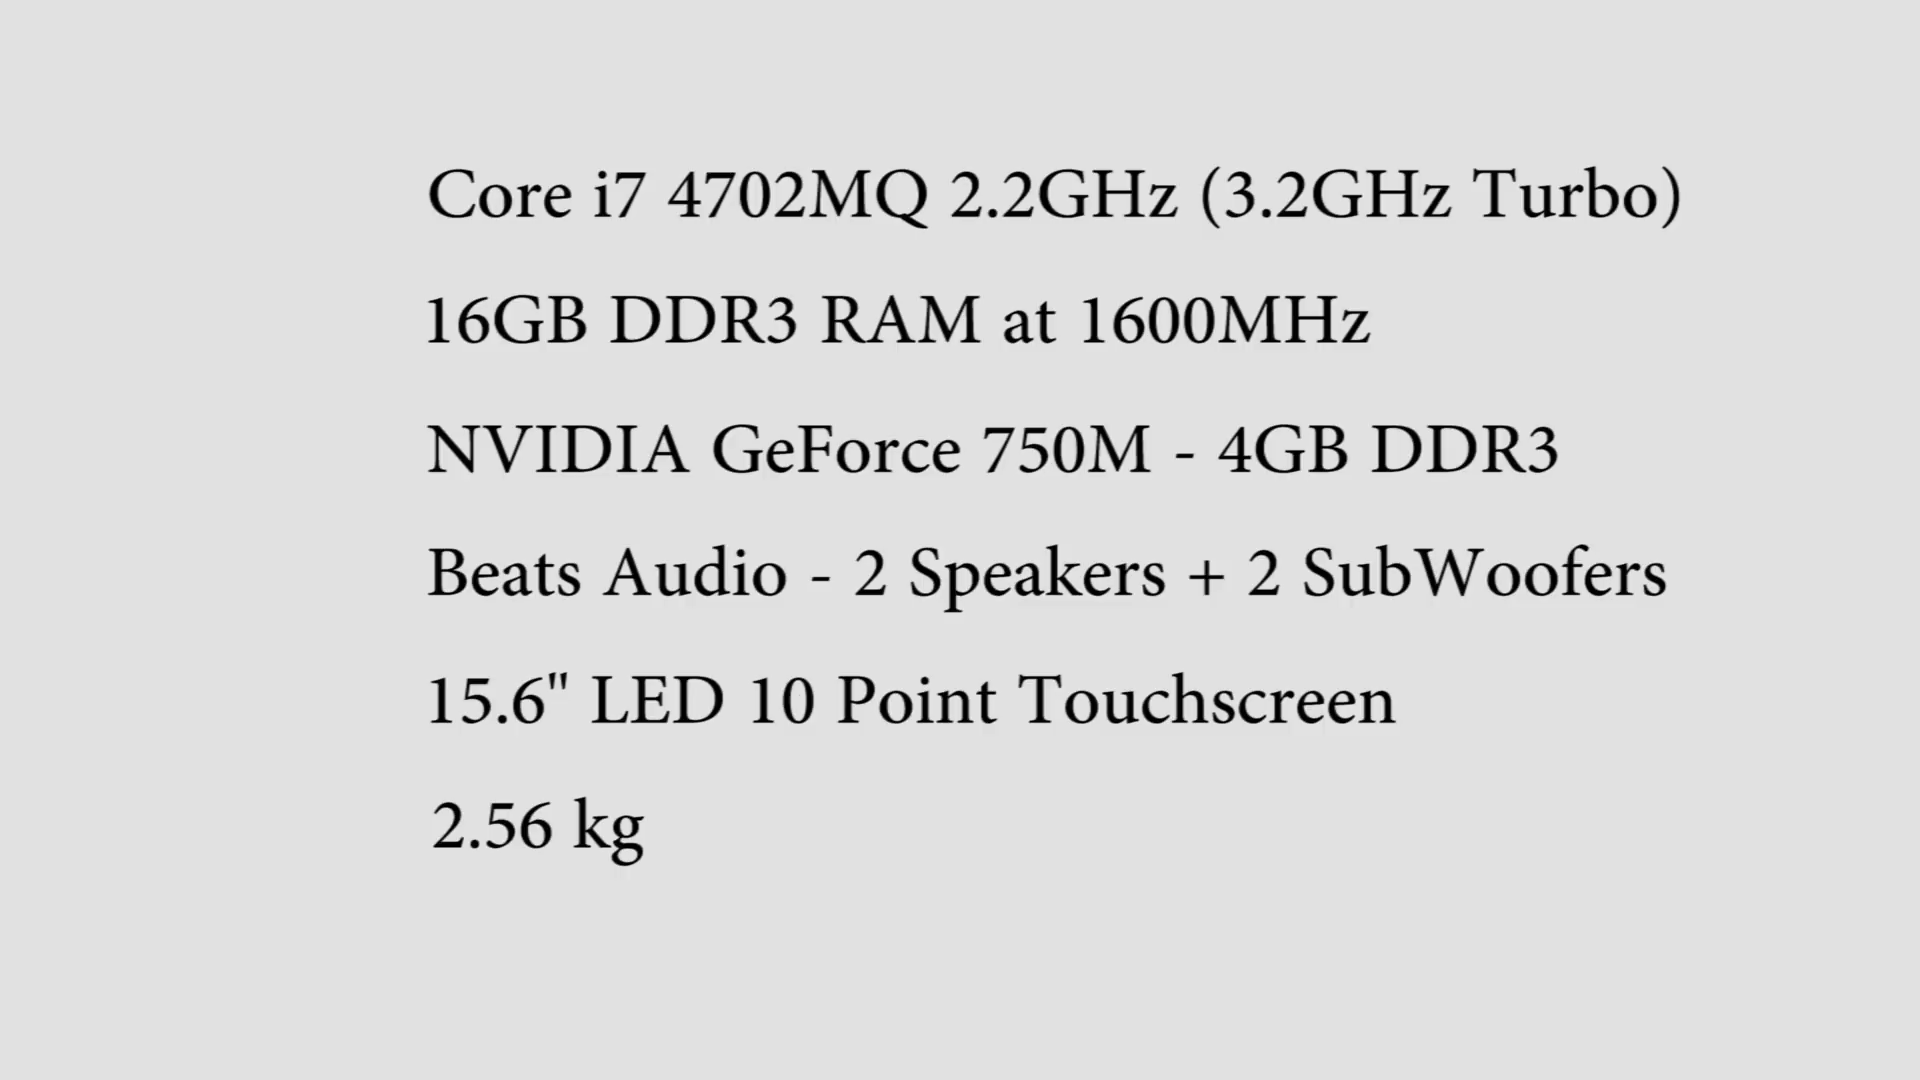 Core i7 4702MQ 2.2GHz (3.2GHz Turbo)
16GB DDR3 RAM at 1600MHz
NVIDIA GeForce 750M - 4GB DDR3
Beats Audio - 2 Speakers + 2 SubWoofers
15.6" LED 10 Point Touchscreen
2.56 kg